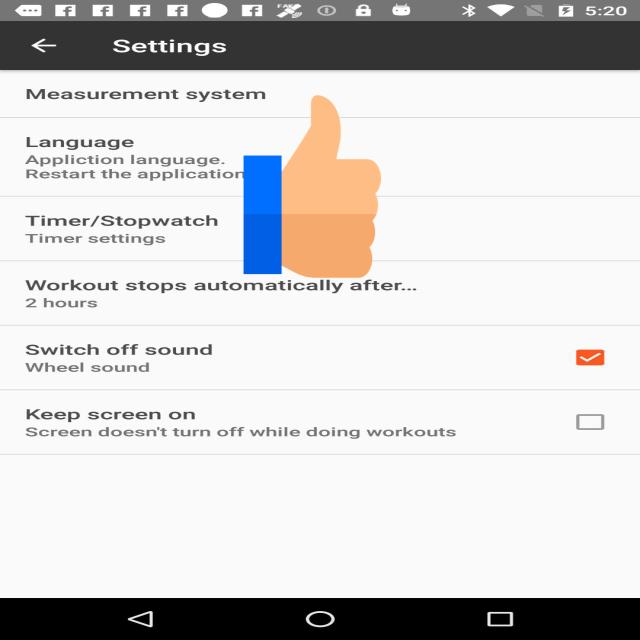 5:20
Settings
Measurement system
Language
Appliction language.
Restart the application
Timer/Stopwatch
Timer settings
Workout stops automatically after...
2 hours
Switch off sound
Wheel sound
Keep screen on
Screen doesn't turn off while doing workouts